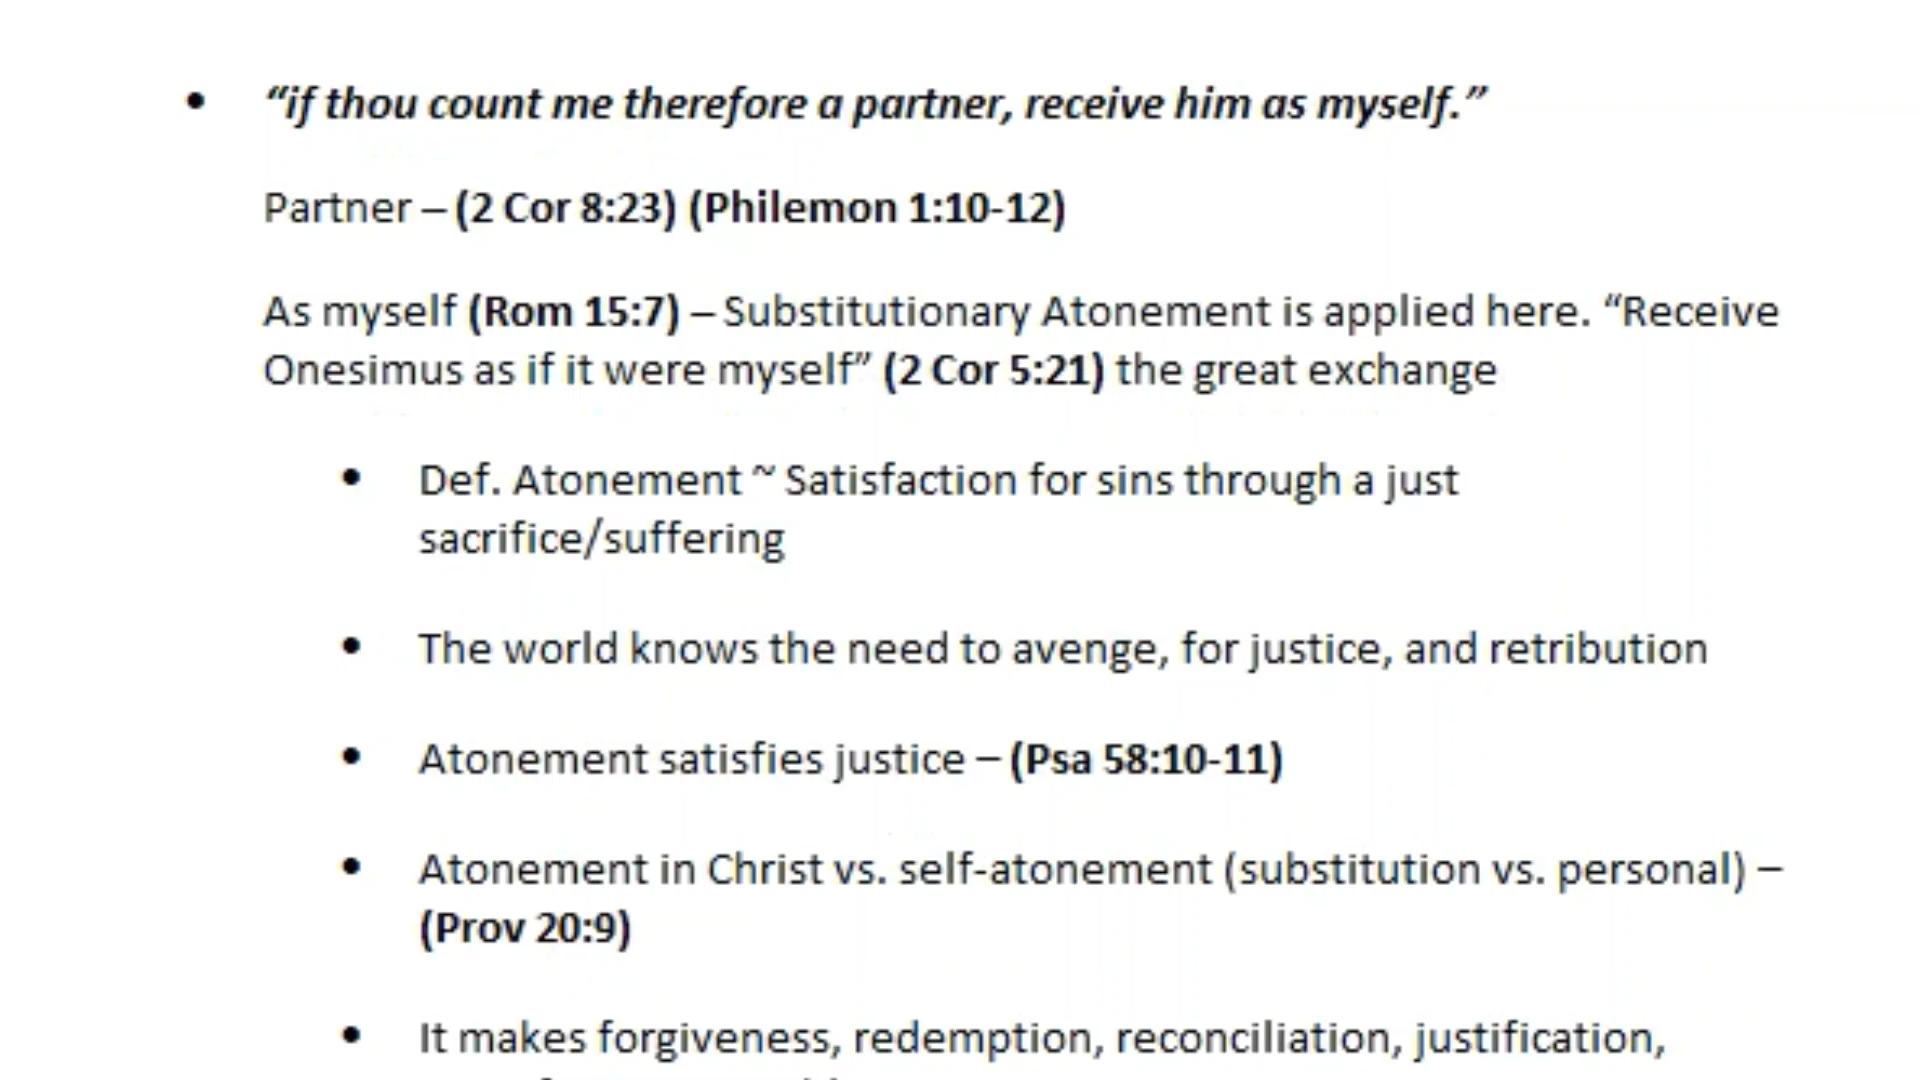 • “if thou count me therefore a partner, receive him as myself.”
Partner – (2 Cor 8:23) (Philemon 1:10-12)
As myself (Rom 15:7) – Substitutionary Atonement is applied here. “Receive
Onesimus as if it were myself” (2 Cor 5:21) the great exchange
• Def. Atonement ~ Satisfaction for sins through a just
sacrifice/suffering
• The world knows the need to avenge, for justice, and retribution
• Atonement satisfies justice – (Psa 58:10-11)
• Atonement in Christ vs. self-atonement (substitution vs. personal) –
(Prov 20:9)
• It makes forgiveness, redemption, reconciliation, justification,